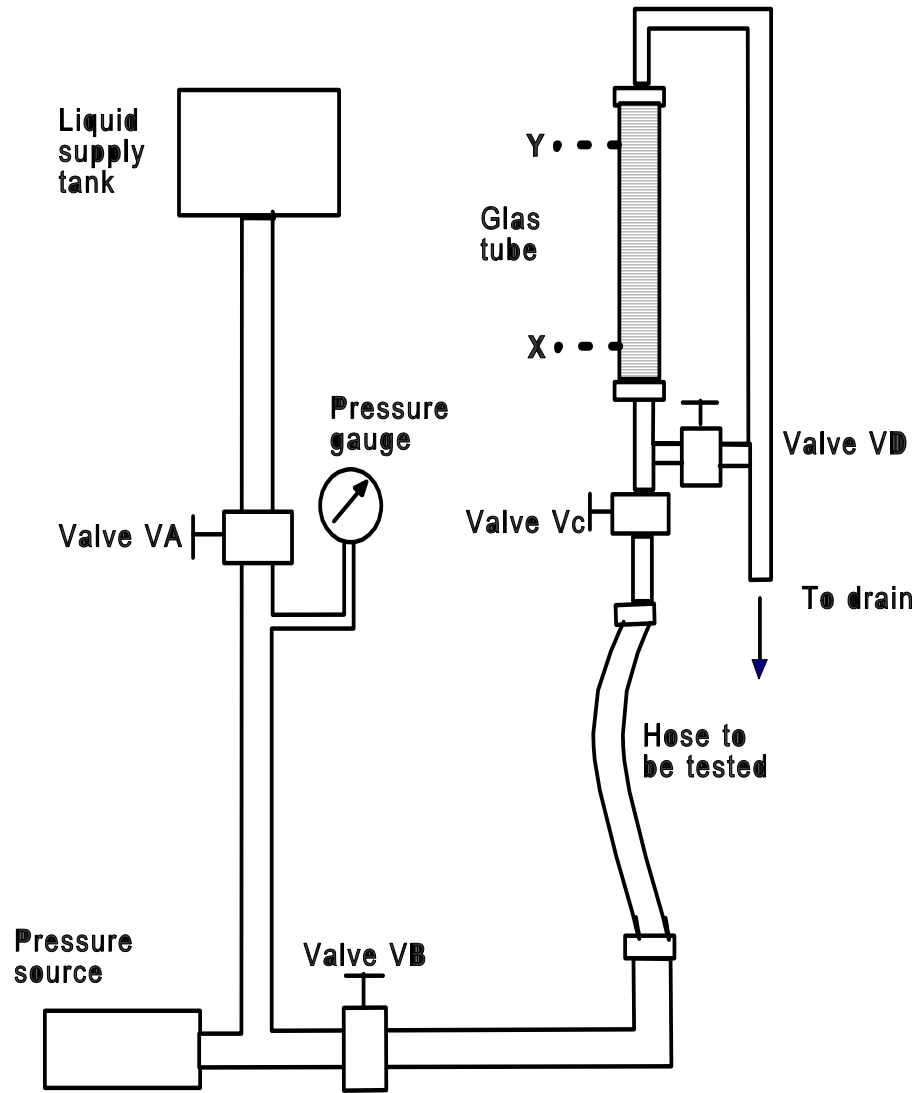 Liquid
supply
tank
Y
Glas
tube
X
Pressure
gauge
Valve VD
Valve VA
Valve Vc
To drain
Hose to
be tested
Pressure
source
Valve VB